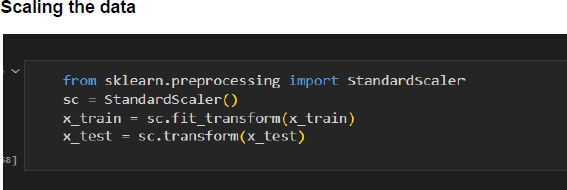 Scaling the data
from sklearn.preprocessing import StandardScaler
sc = StandardScaler()
x_train = sc.fit_transform(x_train)
x_test = sc.transform(x_test)